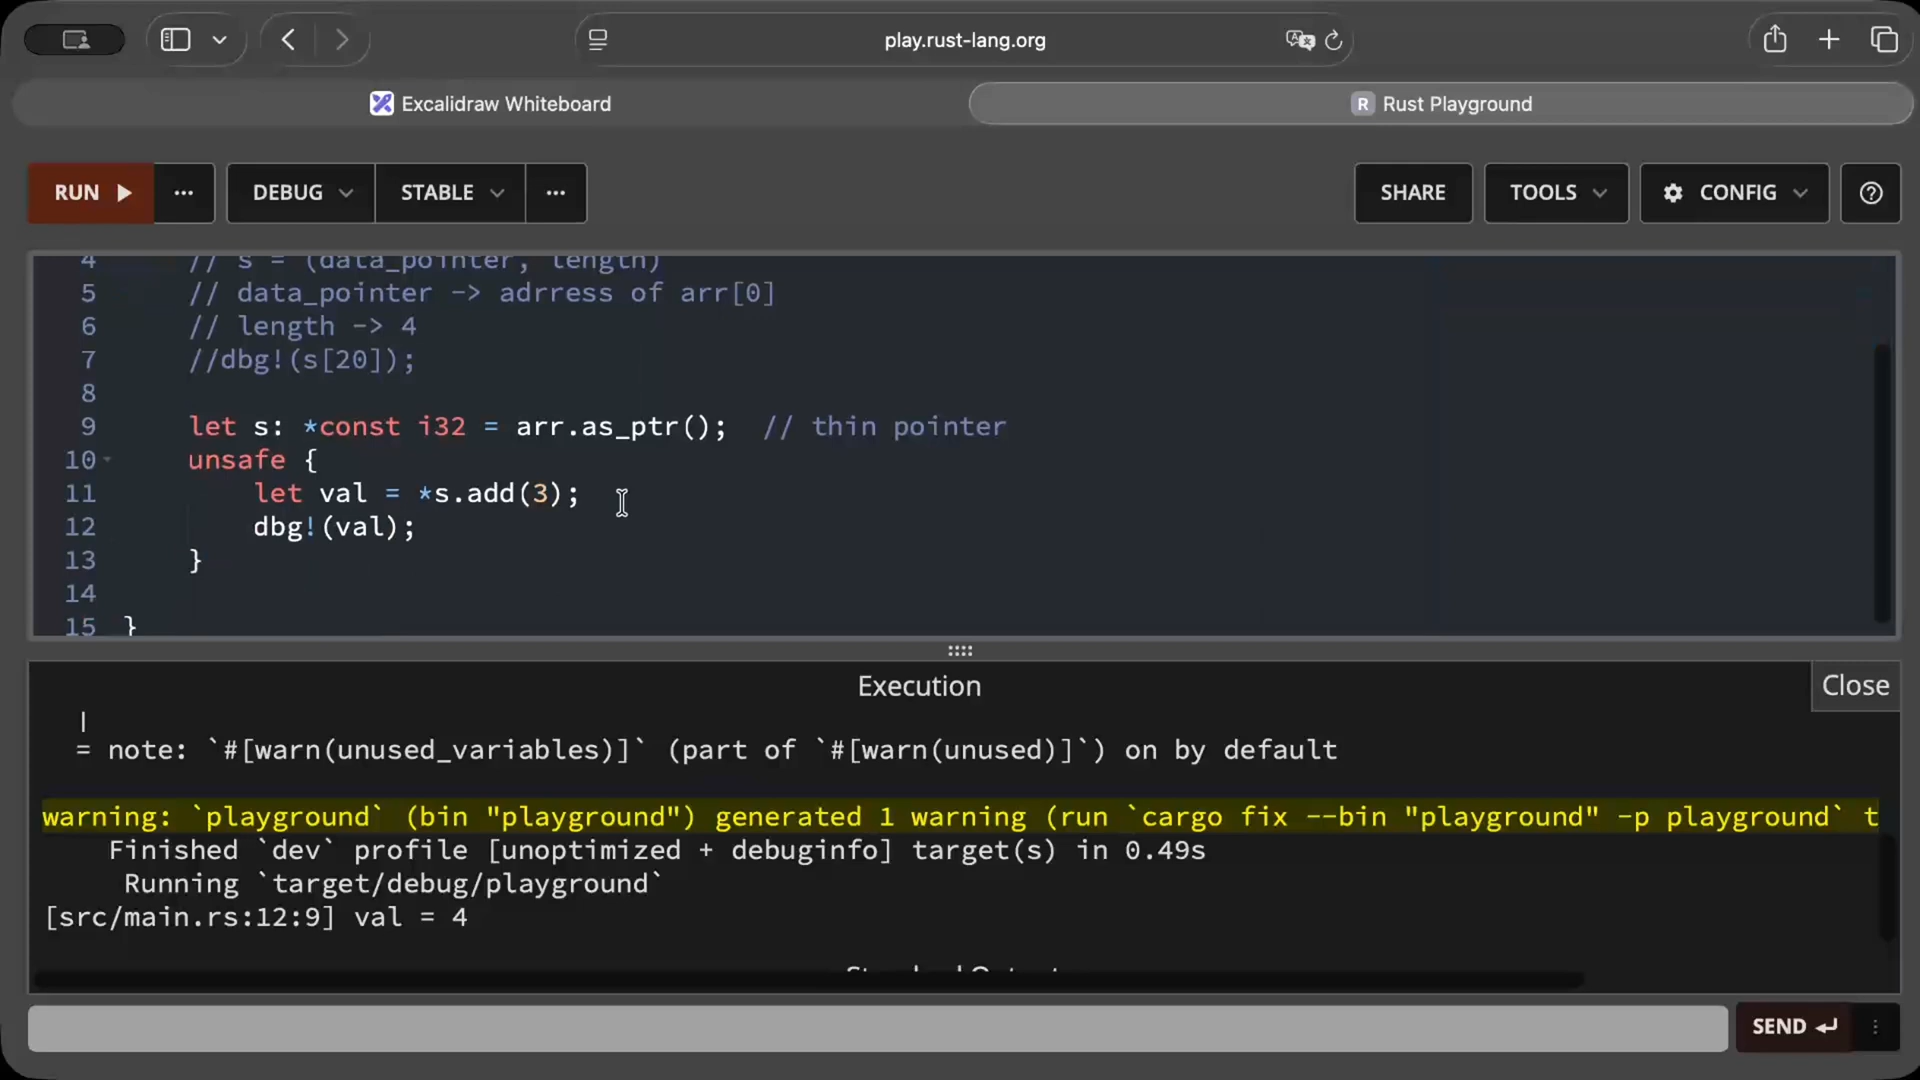 play.rust-lang.org
Excalidraw Whiteboard
R Rust Playground
RUN
DEBUG
STABLE
SHARE
TOOLS
CONFIG
4 // s = (data_pointer, length)
5 // data_pointer -> adrress of arr[0]
6 // length -> 4
7 //dbg!(s[20]);
8
9 let s: *const i32 = arr.as_ptr(); // thin pointer
10 unsafe {
11 let val = *s.add(3);
12 dbg!(val);
13 }
14
15 }
Execution
Close
|
= note: `#[warn(unused_variables)]` (part of `#[warn(unused)]`) on by default
warning: `playground` (bin "playground") generated 1 warning (run `cargo fix --bin "playground" -p playground` t
Finished `dev` profile [unoptimized + debuginfo] target(s) in 0.49s
Running `target/debug/playground`
[src/main.rs:12:9] val = 4
SEND